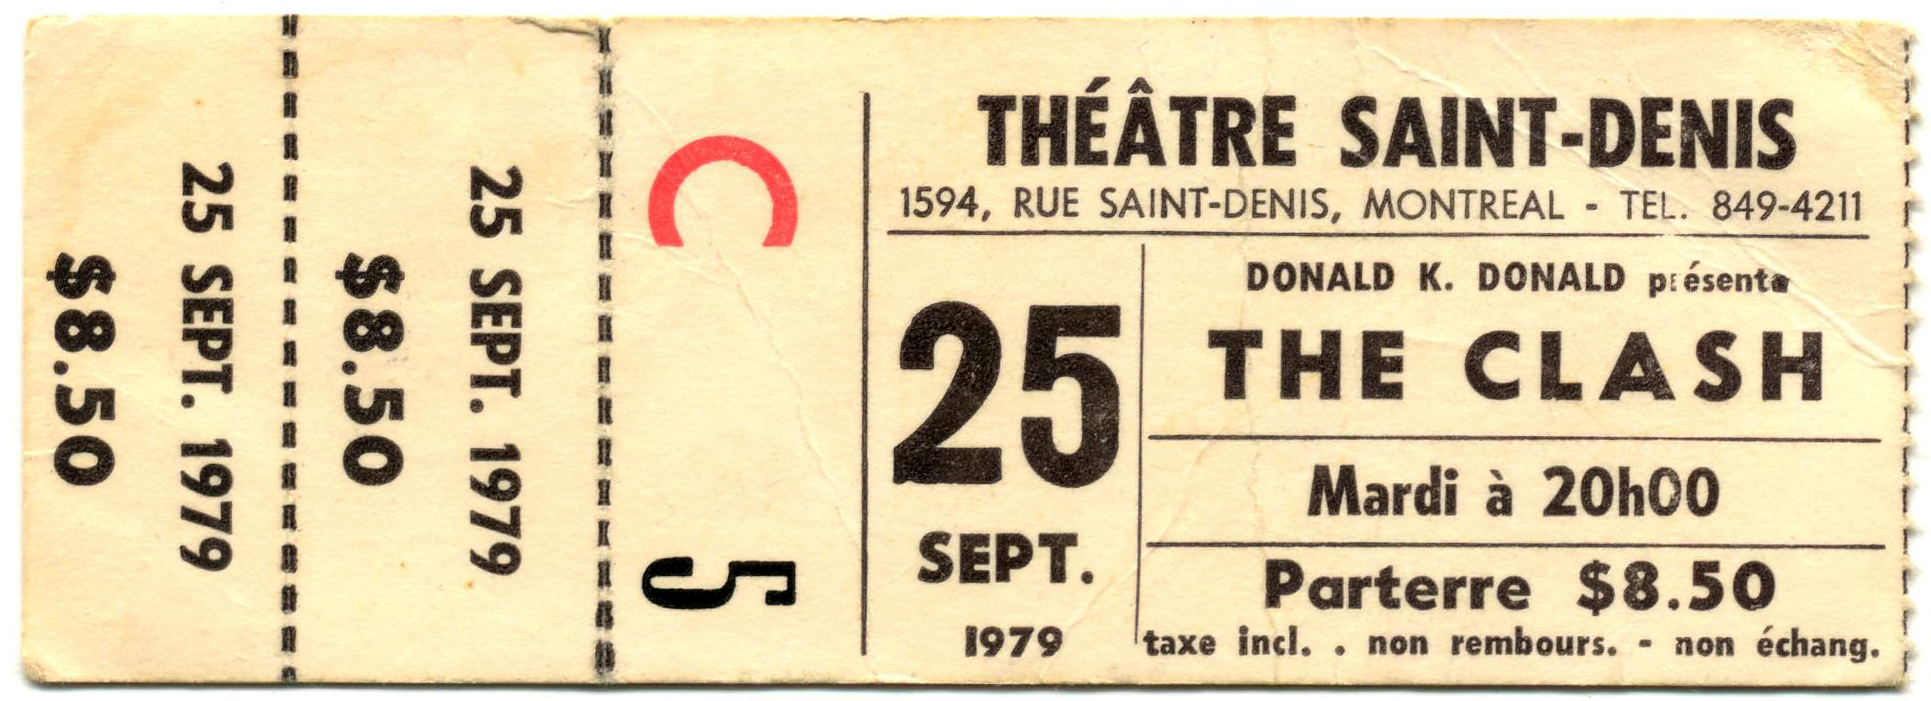 $8.50
25 SEPT. 1979
$8.50
25 SEPT. 1979
C
5
THÉÂTRE SAINT-DENIS
1594, RUE SAINT-DENIS, MONTREAL - TEL. 849-4211
25
SEPT.
1979
DONALD K. DONALD présente
THE CLASH
Mardi à 20h00
Parterre $8.50
taxe incl. . non rembours. - non échang.